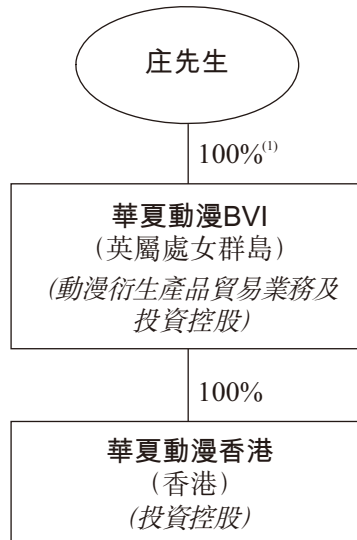 庄先生
100%(1)
華夏動漫BVI
（英屬處女群島）
(動漫衍生產品貿易業務及
投資控股)
100%
華夏動漫香港
（香港）
(投資控股)